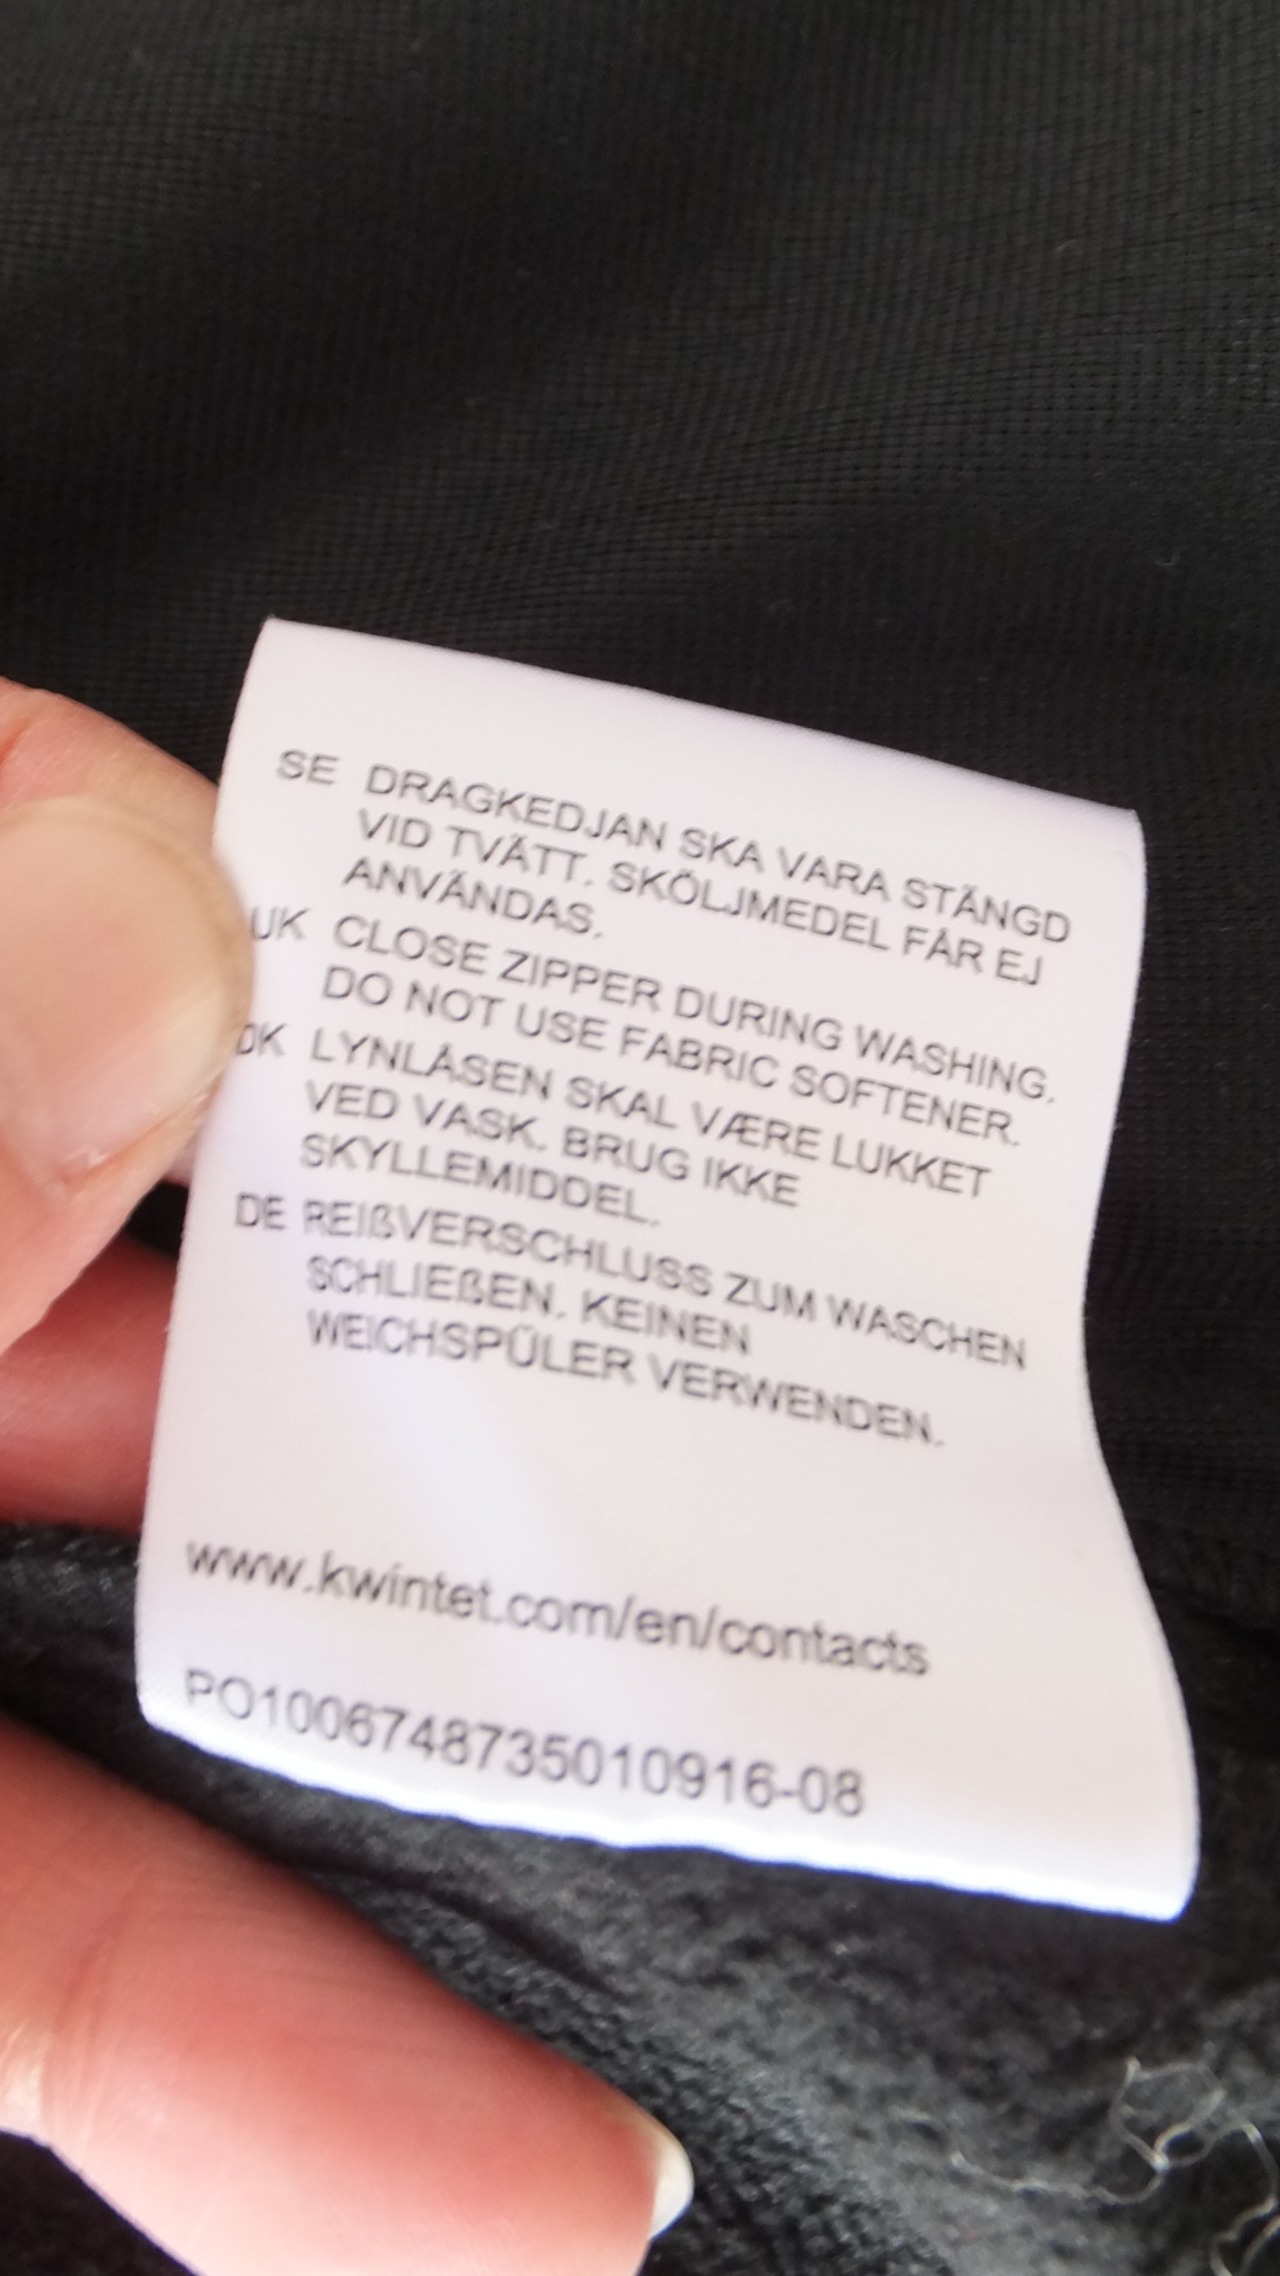 SE DRAGKEDJAN SKA VARA STÄNGD
VID TVÄTT. SKÖLJMEDEL FÅR EJ
ANVÄNDAS.
UK CLOSE ZIPPER DURING WASHING.
DO NOT USE FABRIC SOFTENER.
DK LYNLÅSEN SKAL VÆRE LUKKET
VED VASK. BRUG IKKE
SKYLLEMIDDEL.
DE REIßVERSCHLUSS ZUM WASCHEN
SCHLIEßEN. KEINEN
WEICHSPÜLER VERWENDEN.
www.kwintet.com/en/contacts
PO1006748735010916-08